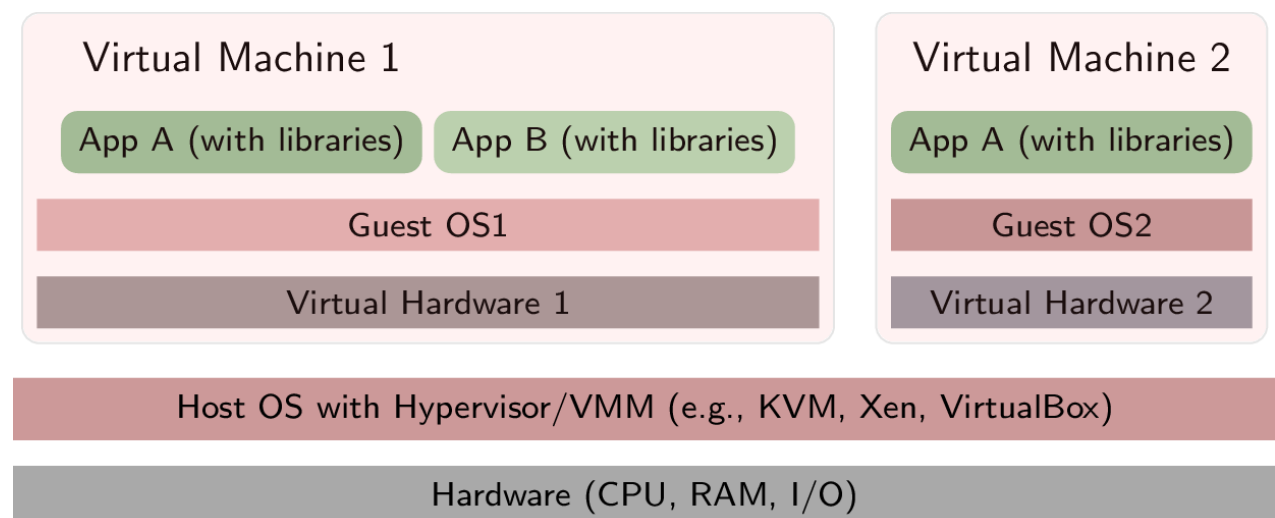 Virtual Machine 1
App A (with libraries)
App B (with libraries)
Guest OS1
Virtual Hardware 1
Virtual Machine 2
App A (with libraries)
Guest OS2
Virtual Hardware 2
Host OS with Hypervisor/VMM (e.g., KVM, Xen, VirtualBox)
Hardware (CPU, RAM, I/O)